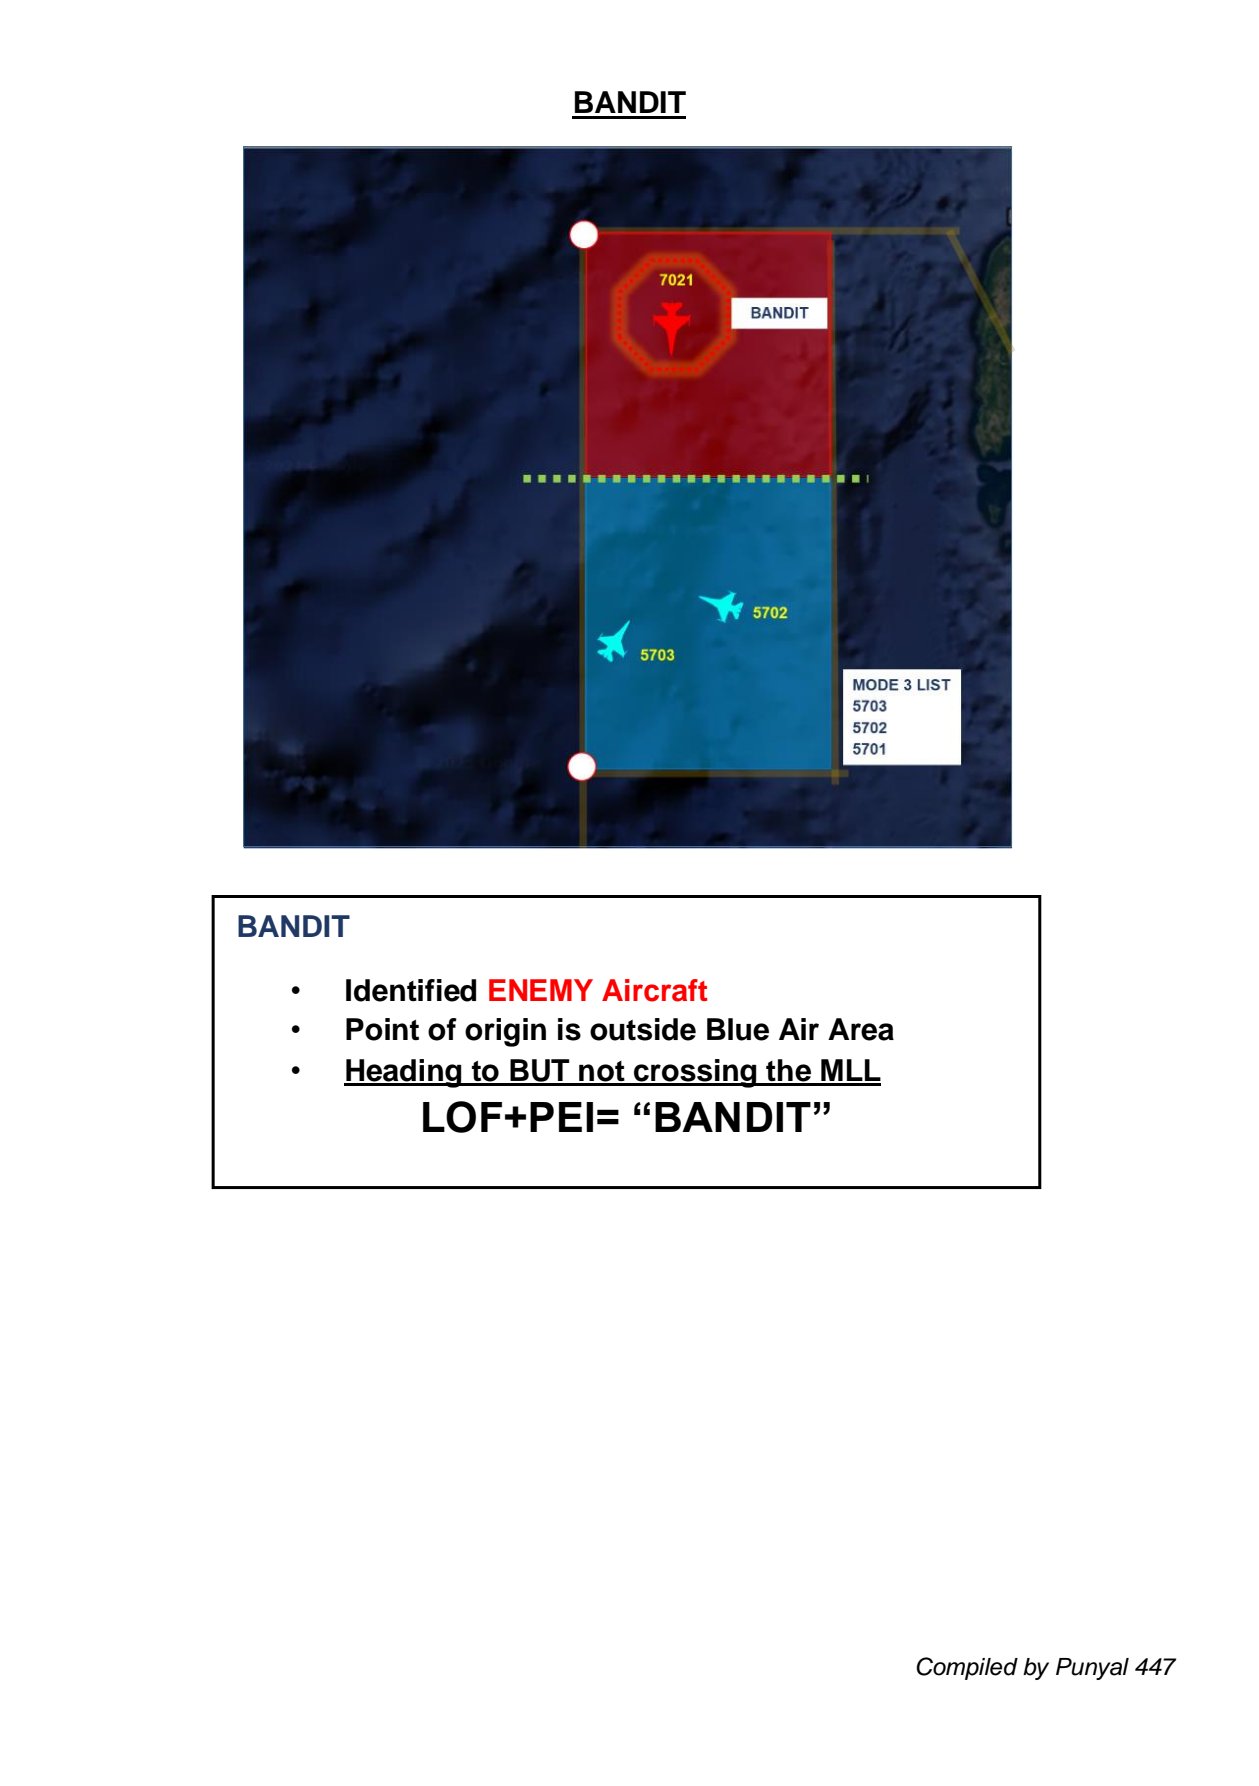 BANDIT
7021
BANDIT
5702
5703
MODE 3 LIST
5703
5702
5701
BANDIT
• Identified ENEMY Aircraft
• Point of origin is outside Blue Air Area
• Heading to BUT not crossing the MLL
LOF+PEI= “BANDIT”
Compiled by Punyal 447